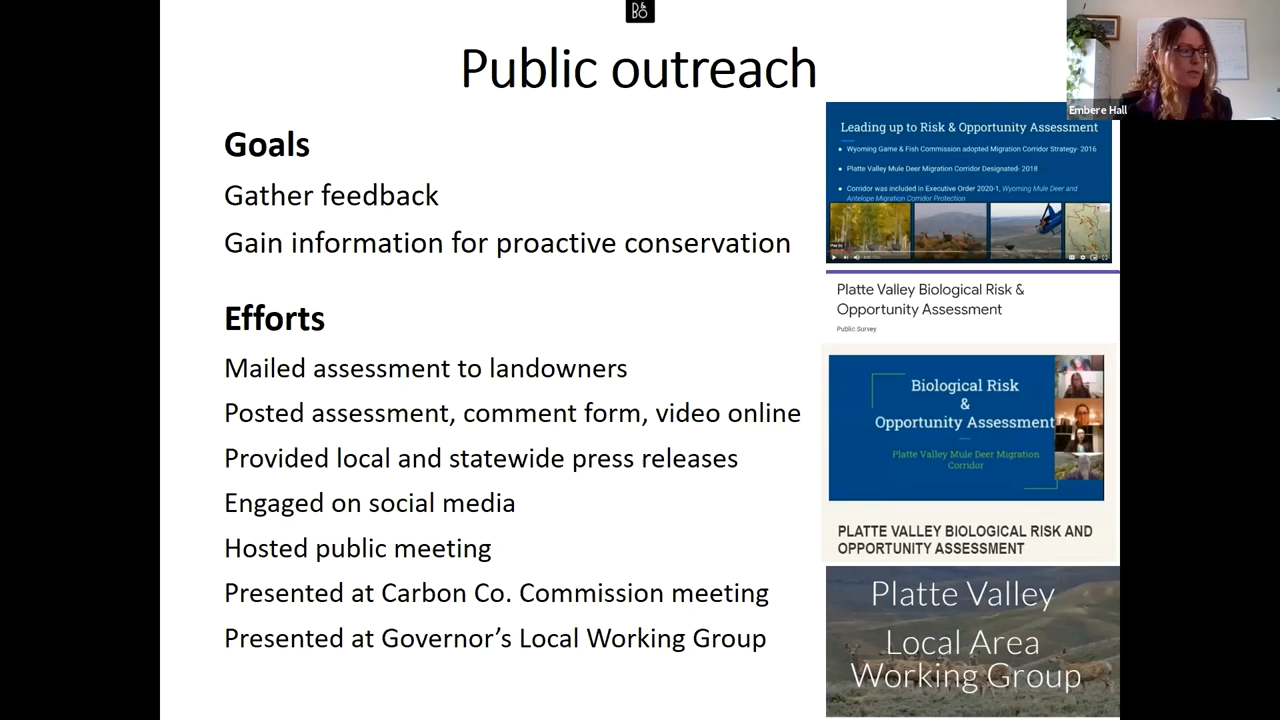 B&
BO
Public outreach
Embere Hall
Goals
Gather feedback
Gain information for proactive conservation
Efforts
Mailed assessment to landowners
Posted assessment, comment form, video online
Provided local and statewide press releases
Engaged on social media
Hosted public meeting
Presented at Carbon Co. Commission meeting
Presented at Governor's Local Working Group
Leading up to Risk & Opportunity Assessment
• Wyoming Game & Fish Commission adopted Migration Corridor Strategy- 2016
• Platte Valley Mule Deer Migration Corridor Designated- 2018
• Corridor was included in Executive Order 2020-1, Wyoming Mule Deer and
Antelope Migration Corridor Protection
Platte Valley Biological Risk &
Opportunity Assessment
Public Survey
Biological Risk
&
Opportunity Assessment
Platte Valley Mule Deer Migration
Corridor
PLATTE VALLEY BIOLOGICAL RISK AND
OPPORTUNITY ASSESSMENT
Platte Valley
Local Area
Working Group